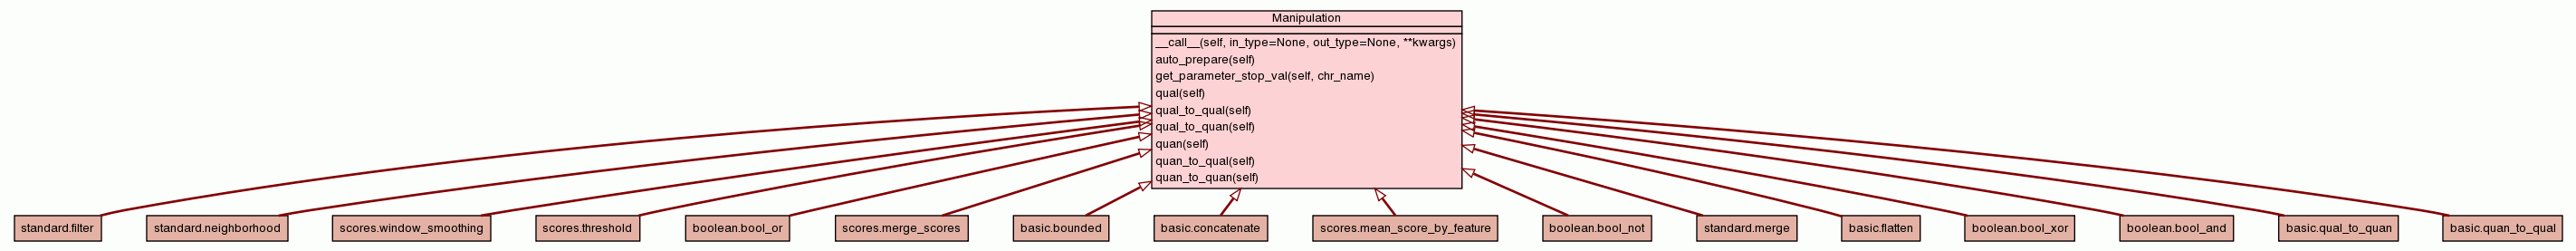 Manipulation
__call__(self, in_type=None, out_type=None, **kwargs)
auto_prepare(self)
get_parameter_stop_val(self, chr_name)
qual(self)
qual_to_qual(self)
qual_to_quan(self)
quan(self)
quan_to_qual(self)
quan_to_quan(self)
standard.filter
standard.neighborhood
scores.window_smoothing
scores.threshold
boolean.bool_or
scores.merge_scores
basic.bounded
basic.concatenate
scores.mean_score_by_feature
boolean.bool_not
standard.merge
basic.flatten
boolean.bool_xor
boolean.bool_and
basic.qual_to_quan
basic.quan_to_qual